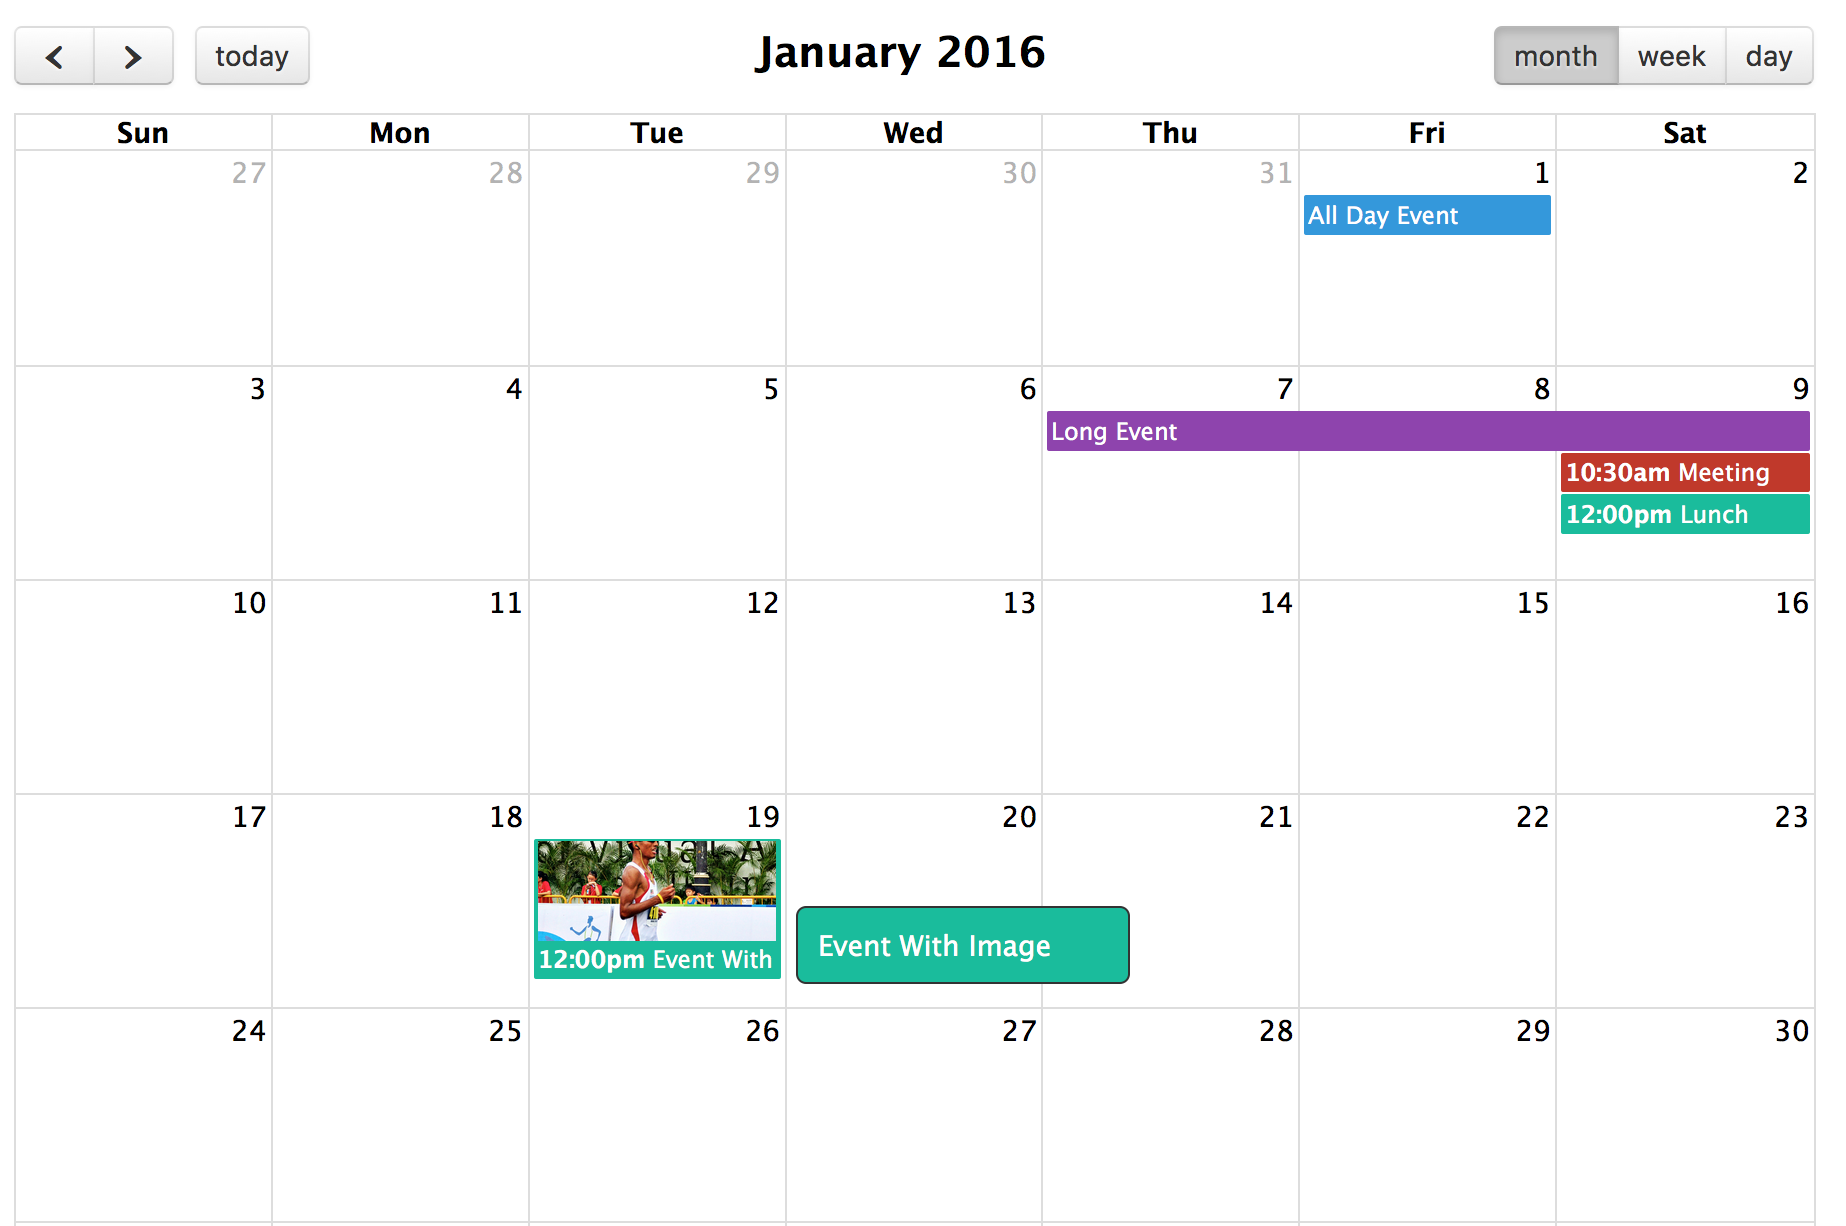 today
January 2016
month week day
Sun Mon Tue Wed Thu Fri Sat
27 28 29 30 31 1 2
All Day Event
3 4 5 6 7 8 9
Long Event
10:30am Meeting
12:00pm Lunch
10 11 12 13 14 15 16
17 18 19 20 21 22 23
12:00pm Event With
Event With Image
24 25 26 27 28 29 30